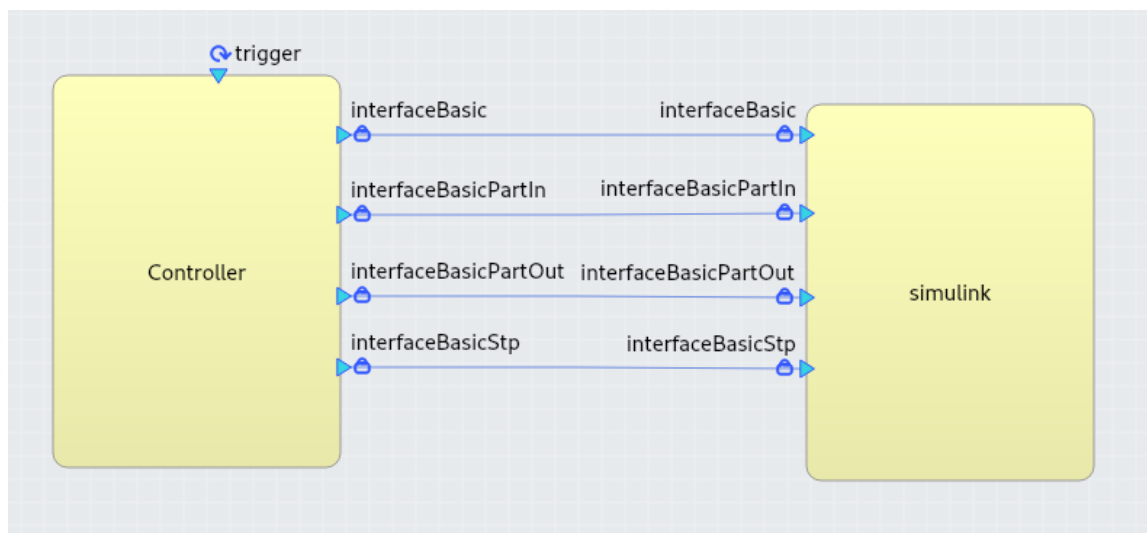 trigger
interfaceBasic
interfaceBasic
interfaceBasicPartIn
interfaceBasicPartIn
Controller
interfaceBasicPartOut
interfaceBasicPartOut
simulink
interfaceBasicStp
interfaceBasicStp